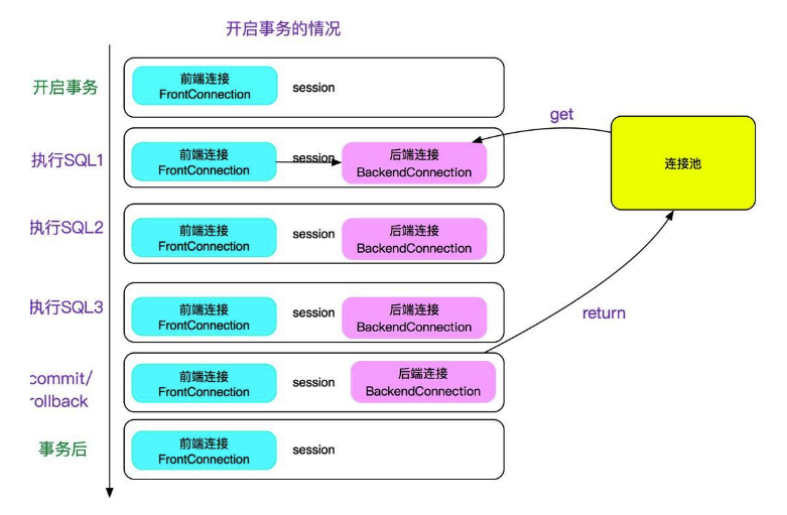 开启事务的情况
开启事务
前端连接
FrontConnection
session
get
执行SQL1
前端连接
FrontConnection
session
后端连接
BackendConnection
连接池
执行SQL2
前端连接
FrontConnection
session
后端连接
BackendConnection
执行SQL3
前端连接
FrontConnection
session
后端连接
BackendConnection
return
commit/
rollback
前端连接
FrontConnection
session
后端连接
BackendConnection
事务后
前端连接
FrontConnection
session